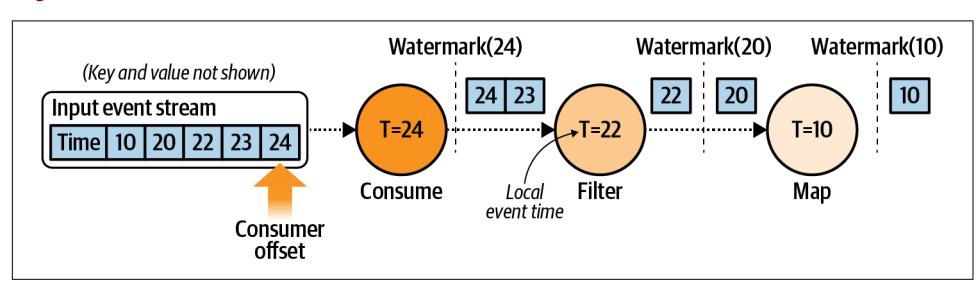 Watermark(24) Watermark(20) Watermark(10)
(Key and value not shown)
Input event stream
Time 10 20 22 23 24
T=24
24 23
T=22
22
20
T=10
10
Consume
Local
event time
Filter
Map
Consumer
offset